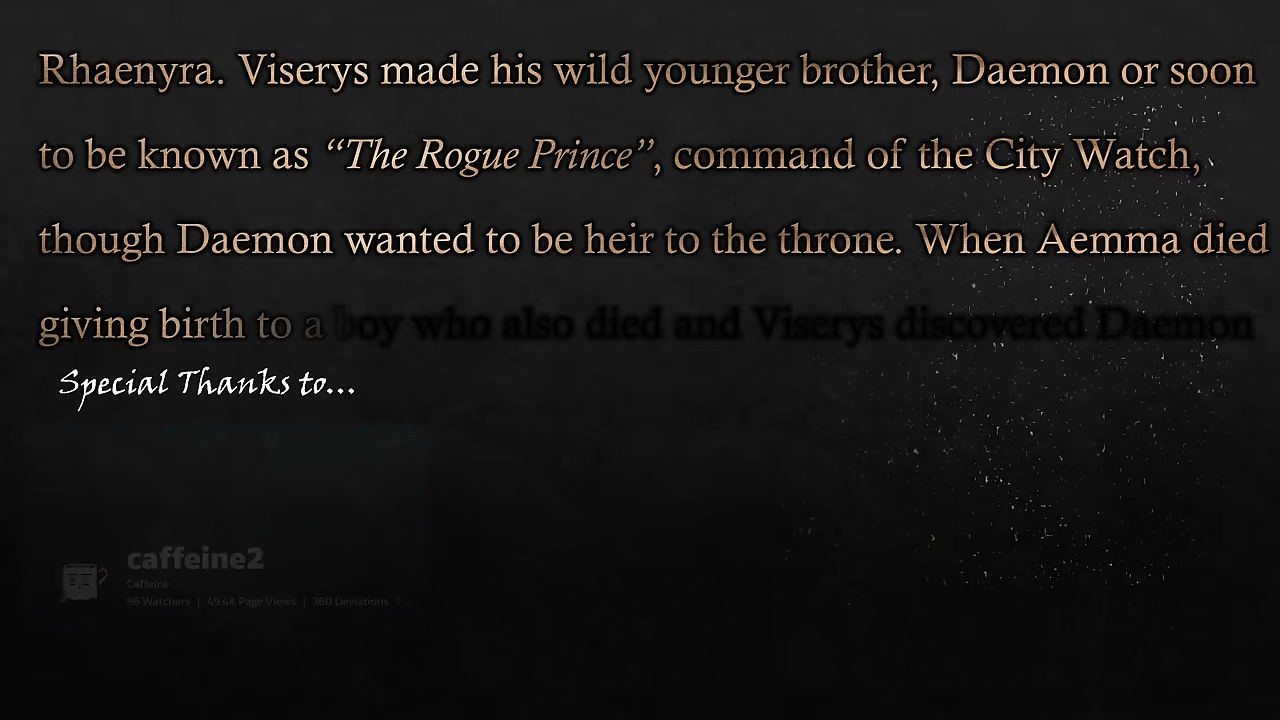 Rhaenyra. Viserys made his wild younger brother, Daemon or soon
to be known as “The Rogue Prince”, command of the City Watch,
though Daemon wanted to be heir to the throne. When Aemma died
giving birth to a boy who also died and Viserys discovered Daemon
Special Thanks to...
caffeine2
Caffeine
96 Watchers | 49.4K Page Views | 360 Deviations >